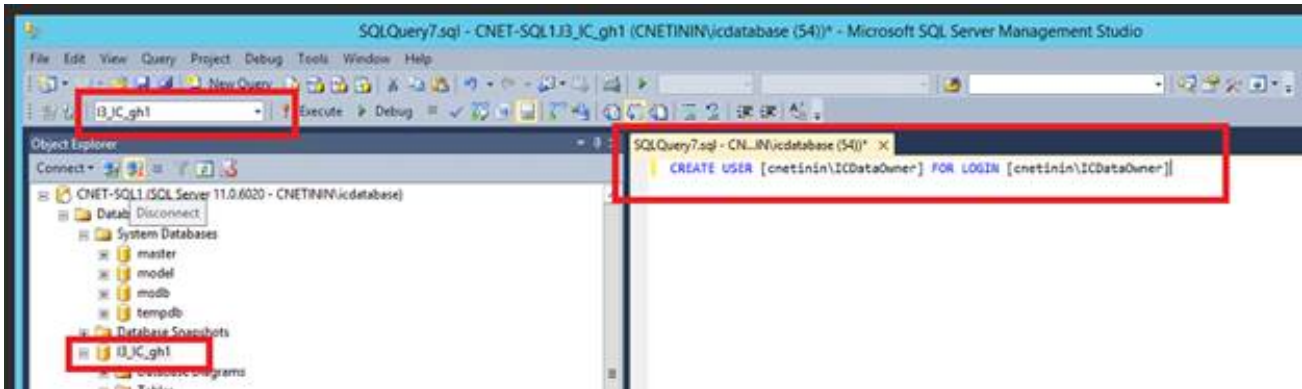 SQLQuery7.sql - CNET-SQL1.I3_IC_gh1 (CNETININ\icdatabase (54))* - Microsoft SQL Server Management Studio
File Edit View Query Project Debug Tools Window Help
New Query
I3_IC_gh1 Execute Debug
Object Explorer
SQLQuery7.sql - CN...IN\icdatabase (54))*
Connect
CREATE USER [cnetinin\ICDataOwner] FOR LOGIN [cnetinin\ICDataOwner]
CNET-SQL1 (SQL Server 11.0.6020 - CNETININ\icdatabase)
Datab
Disconnect
System Databases
master
model
msdb
tempdb
Database Snapshots
I3_IC_gh1
Database Diagrams
Tables